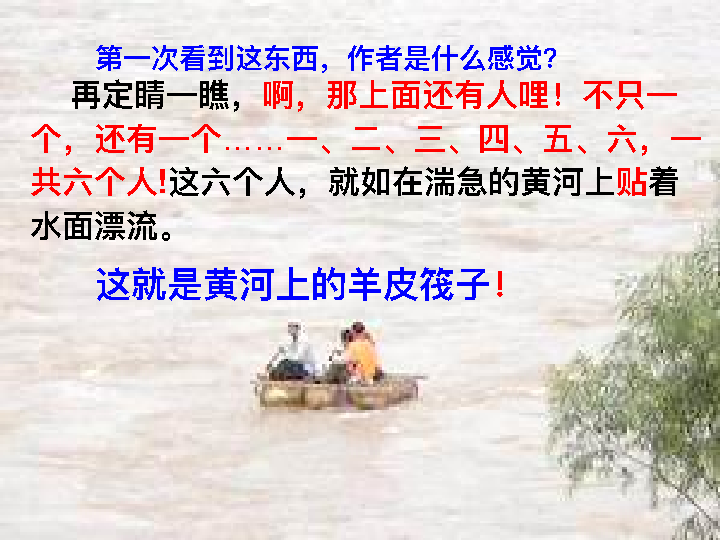 第一次看到这东西，作者是什么感觉？
再定睛一瞧，啊，那上面还有人哩！不只一
个，还有一个……一、二、三、四、五、六，一
共六个人!这六个人，就如在湍急的黄河上贴着
水面漂流。
这就是黄河上的羊皮筏子！